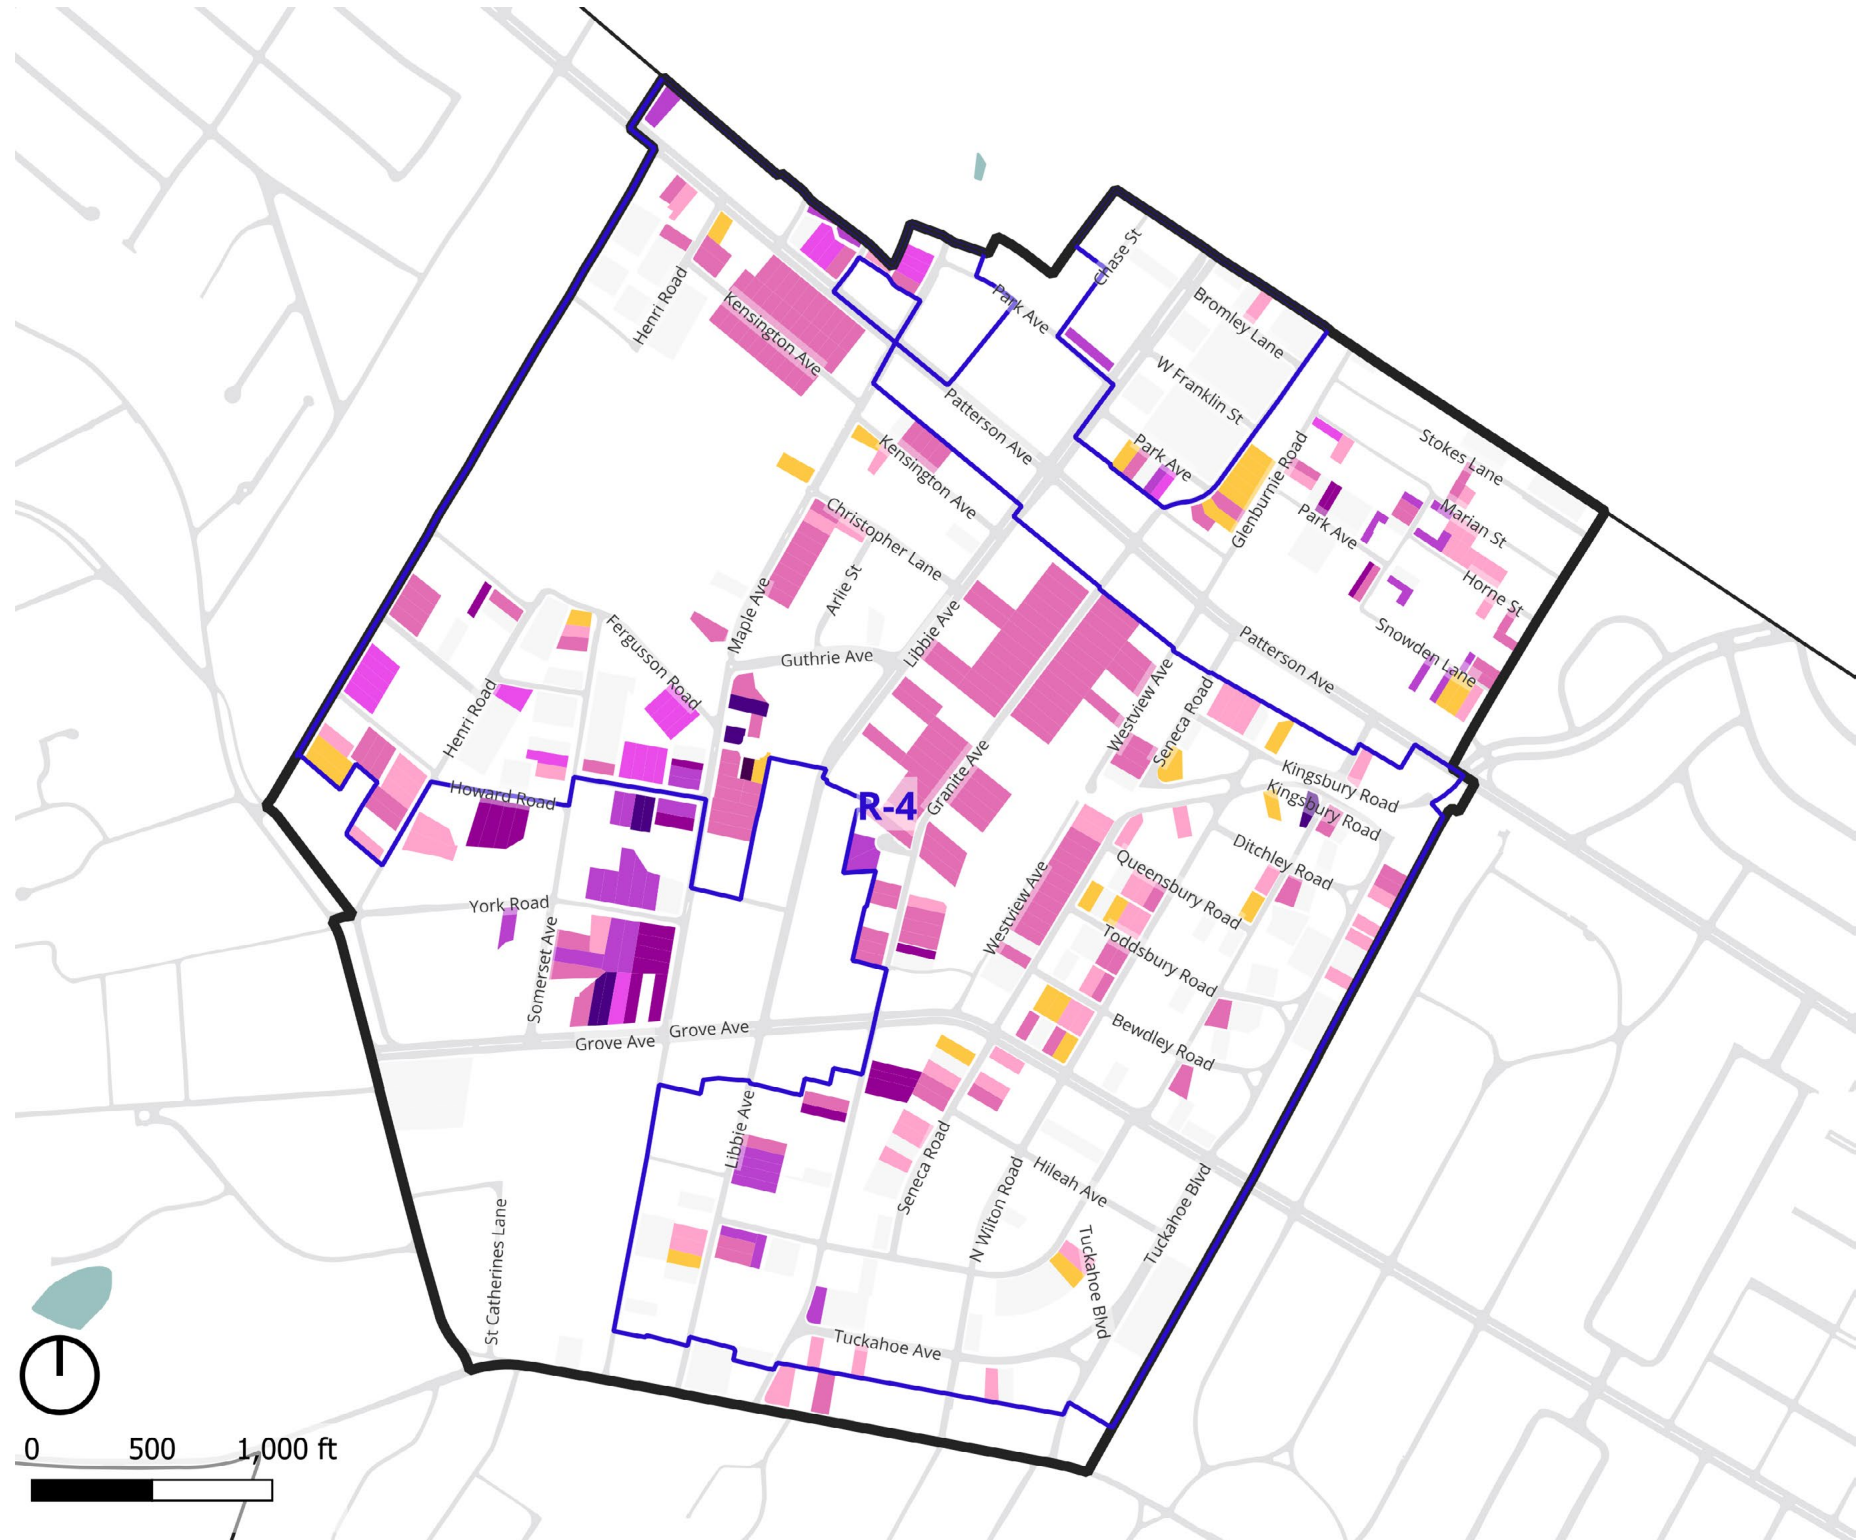 Chase St
Park Ave
Bromley Lane
Henri Road
Kensington Ave
W Franklin St
Patterson Ave
Park Ave
Kensington Ave
Stokes Lane
Glenburnie Road
Marian St
Park Ave
Christopher Lane
Horne St
Arlie St
Maple Ave
Libbie Ave
Fergusson Road
Guthrie Ave
Patterson Ave
Snowden Lane
Westview Ave
Seneca Road
Henri Road
Granite Ave
Kingsbury Road
Kingsbury Road
Howard Road
R-4
Ditchley Road
Queensbury Road
Westview Ave
York Road
Toddsbury Road
Somerset Ave
Grove Ave
Grove Ave
Bewdley Road
Libbie Ave
Seneca Road
N Wilton Road
Hileah Ave
Tuckahoe Blvd
Tuckahoe Blvd
St Catherines Lane
Tuckahoe Ave
0 500 1,000 ft